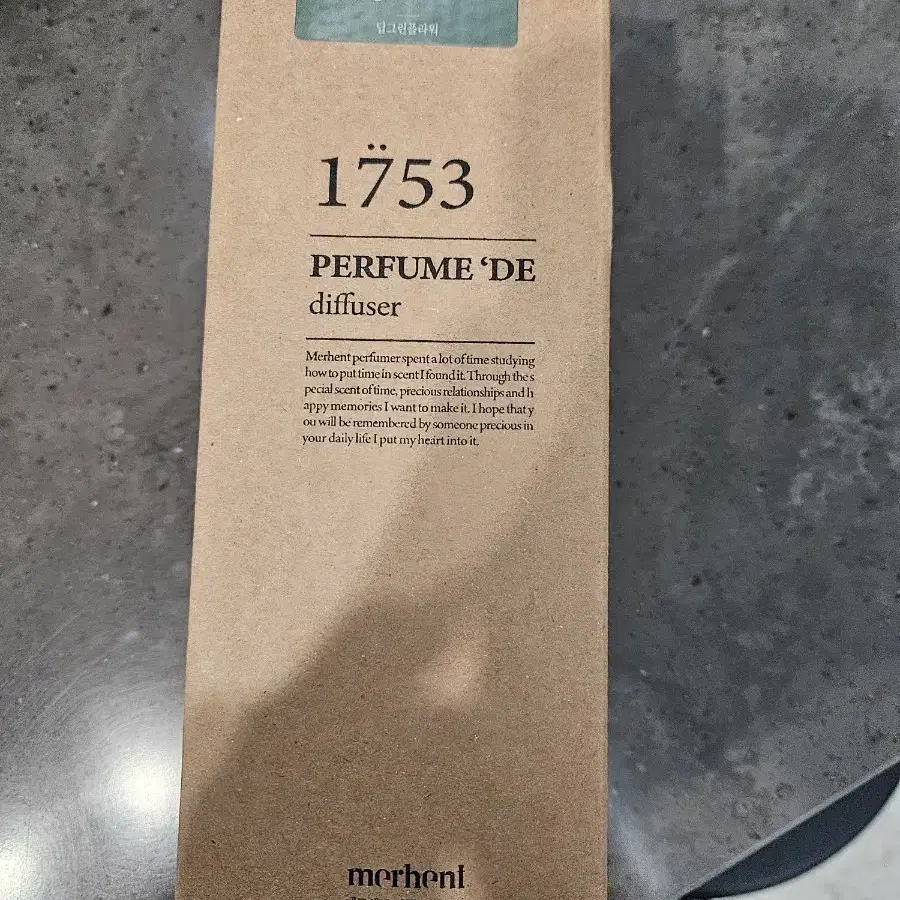 딥그린플라워
17̈53
PERFUME ‘DE
diffuser
Merhent perfumer spent a lot of time studying
how to put time in scent I found it. Through the s
pecial scent of time, precious relationships and h
appy memories I want to make it. I hope that y
ou will be remembered by someone precious in
your daily life I put my heart into it.
merhent